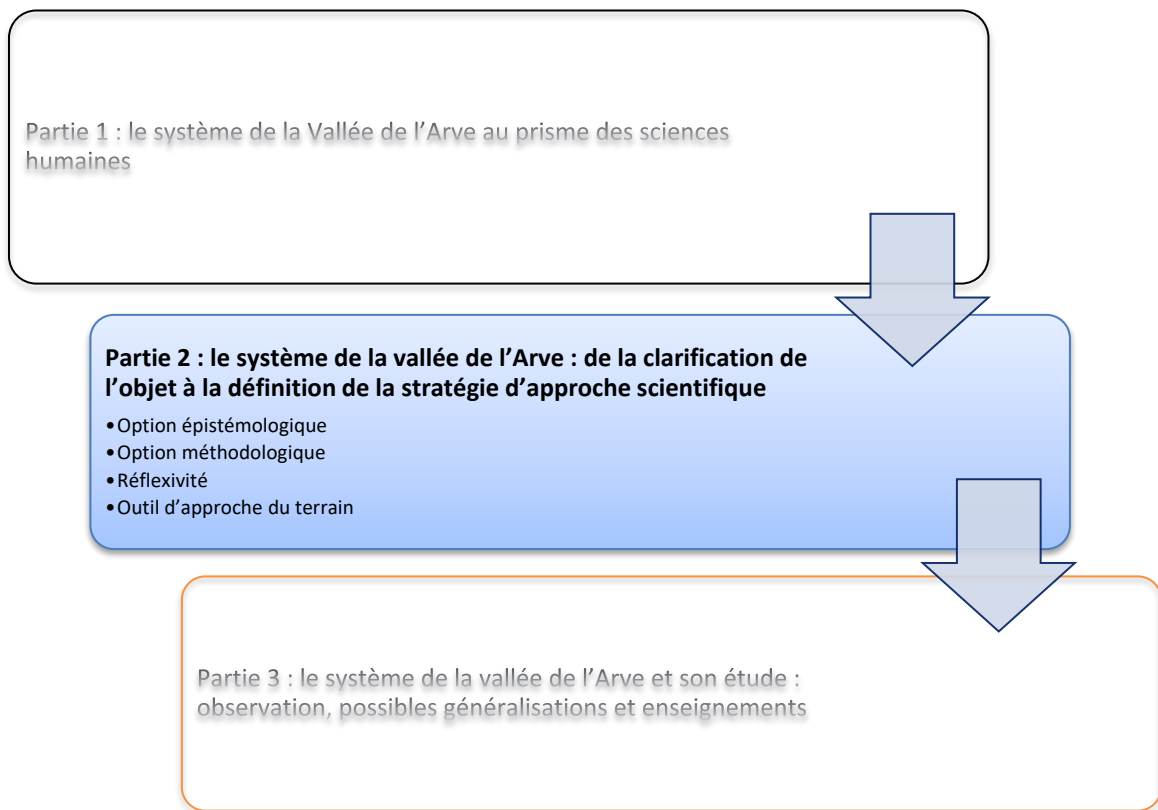 Partie 1 : le système de la Vallée de l’Arve au prisme des sciences
humaines
Partie 2 : le système de la vallée de l’Arve : de la clarification de
l’objet à la définition de la stratégie d’approche scientifique
•Option épistémologique
•Option méthodologique
•Réflexivité
•Outil d’approche du terrain
Partie 3 : le système de la vallée de l’Arve et son étude :
observation, possibles généralisations et enseignements